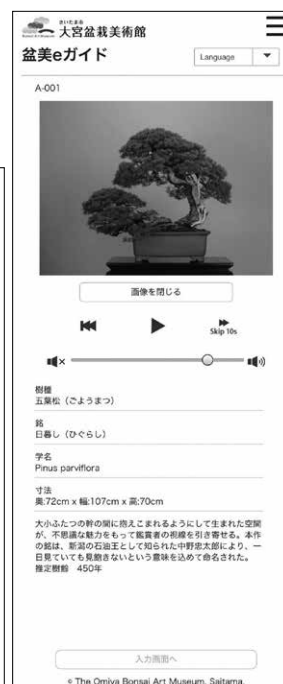 さいたま
大宮盆栽美術館
盆美eガイド
Language
A-001
画像を閉じる
Skip 10s
樹種
五葉松（ごようまつ）
銘
日暮し（ひぐらし）
学名
Pinus parviflora
寸法
奥:72cm x 幅:107cm x 高:70cm
大小ふたつの幹の間に抱えこまれるようにして生まれた空間
が、不思議な魅力をもって鑑賞者の視線を引き寄せる。本作
の銘は、新潟の石油王として知られた中野忠太郎により、一
日見ていても見飽きないという意味を込めて命名された。
推定樹齢　450年
入力画面へ
© The Omiya Bonsai Art Museum, Saitama.